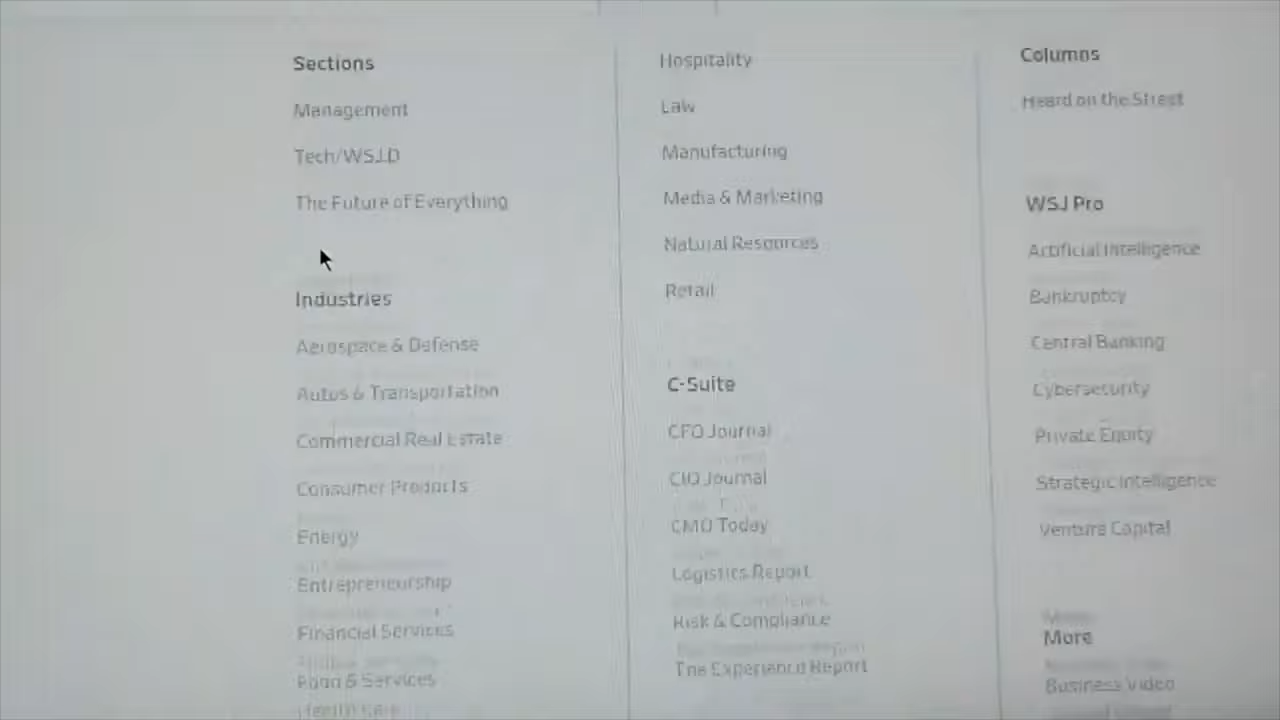 Sections
Management
Tech/WSJ.D
The Future of Everything
Industries
Aerospace & Defense
Autos & Transportation
Commercial Real Estate
Consumer Products
Energy
Entrepreneurship
Financial Services
Food & Services
Health Care
Hospitality
Law
Manufacturing
Media & Marketing
Natural Resources
Retail
C-Suite
CFO Journal
CIO Journal
CMO Today
Logistics Report
Risk & Compliance
The Experience Report
Columns
Heard on the Street
WSJ Pro
Artificial Intelligence
Bankruptcy
Central Banking
Cybersecurity
Private Equity
Strategic Intelligence
Venture Capital
More
Business Video